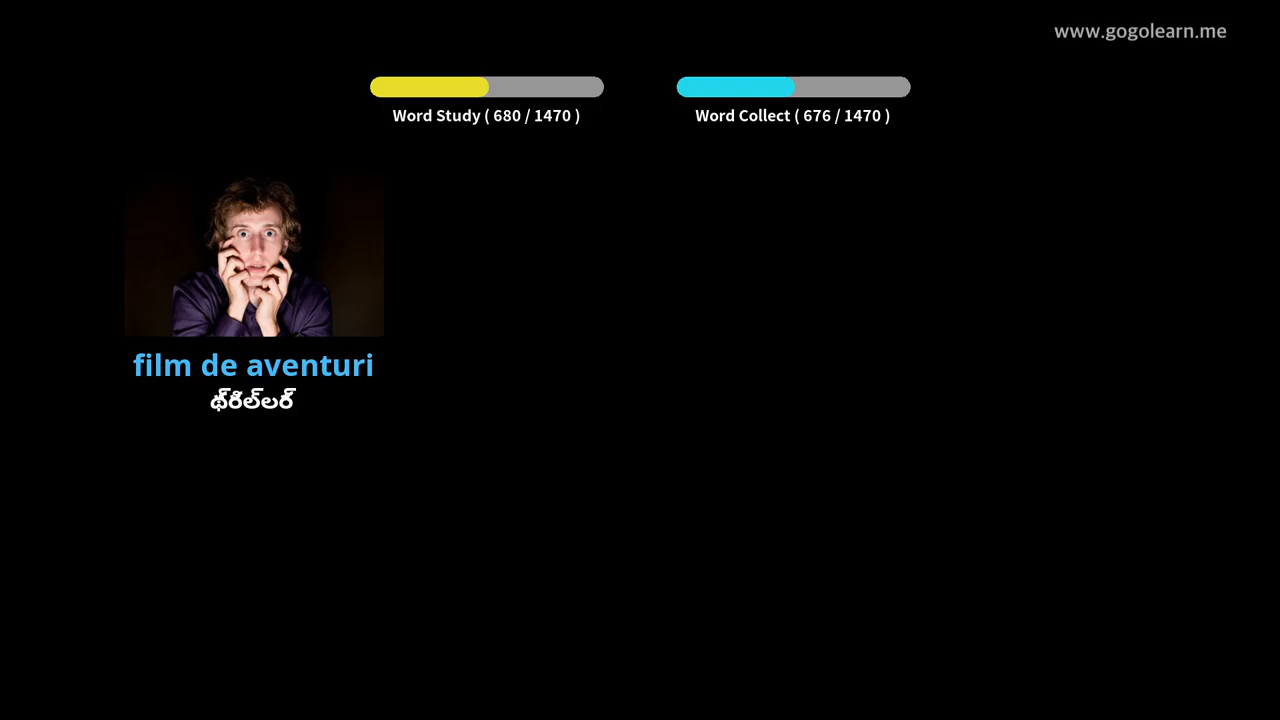 www.gogolearn.me
Word Study ( 680 / 1470 )
Word Collect ( 676 / 1470 )
film de aventuri
థ్రిల్లర్